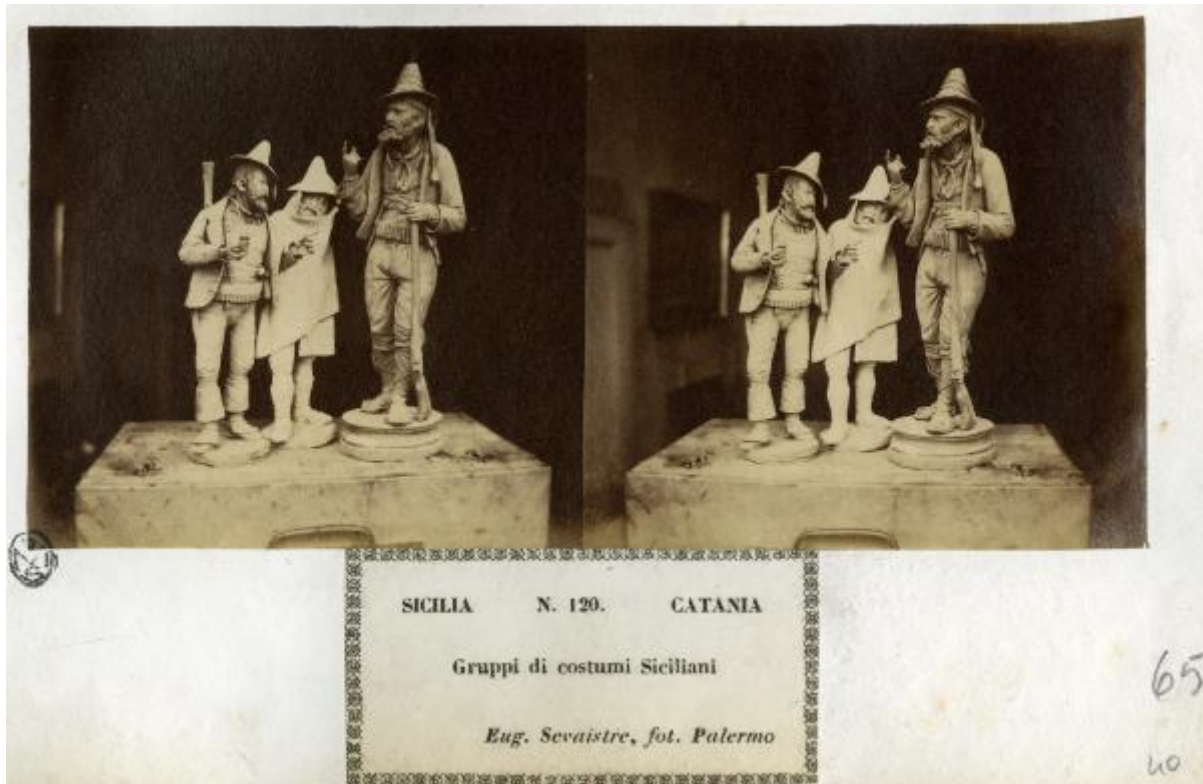 SICILIA N. 120. CATANIA
Gruppi di costumi Siciliani
Eug. Sevaistre, fot. Palermo
65
40